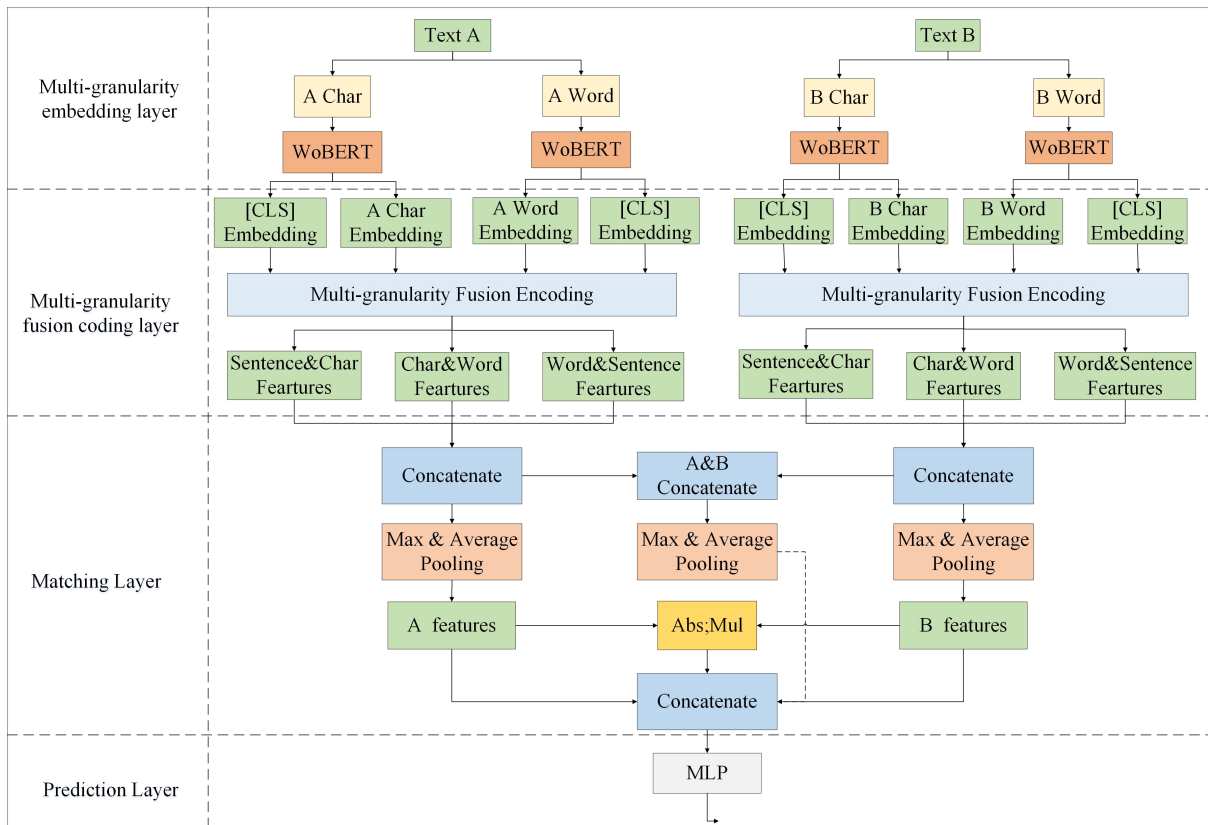 Text A
Text B
Multi-granularity
embedding layer
A Char
A Word
B Char
B Word
WoBERT
WoBERT
WoBERT
WoBERT
[CLS]
Embedding
A Char
Embedding
A Word
Embedding
[CLS]
Embedding
[CLS]
Embedding
B Char
Embedding
B Word
Embedding
[CLS]
Embedding
Multi-granularity
fusion coding layer
Multi-granularity Fusion Encoding
Multi-granularity Fusion Encoding
Sentence&Char
Feartures
Char&Word
Feartures
Word&Sentence
Feartures
Sentence&Char
Feartures
Char&Word
Feartures
Word&Sentence
Feartures
Matching Layer
Concatenate
A&B
Concatenate
Concatenate
Max & Average
Pooling
Max & Average
Pooling
Max & Average
Pooling
A features
Abs;Mul
B features
Concatenate
Prediction Layer
MLP